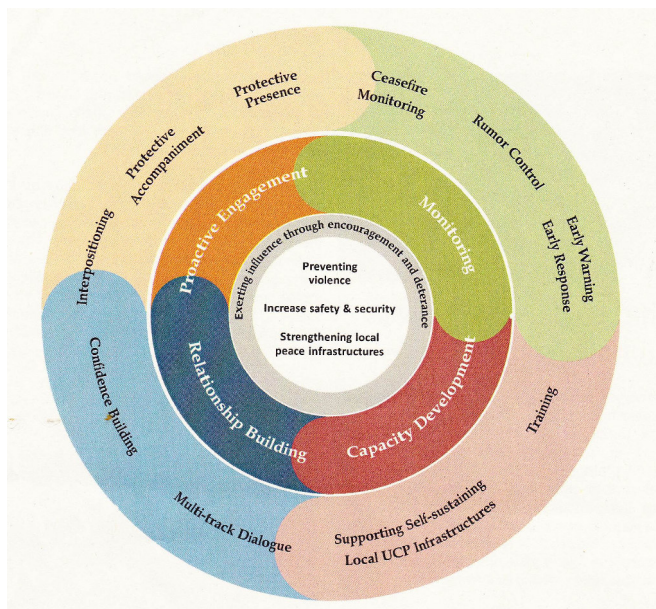 Protective
Presence
Ceasefire
Monitoring
Protective
Accompaniment
Rumor Control
Interpositioning
Early Warning
Early Response
Proactive Engagement
Monitoring
Exerting influence through encouragement and deterance
Preventing
violence
Increase safety & security
Strengthening local
peace infrastructures
Relationship Building
Capacity Development
Confidence Building
Training
Multi-track Dialogue
Supporting Self-sustaining
Local UCP Infrastructures